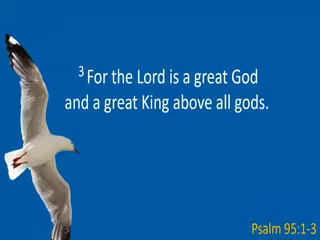 3 For the Lord is a great God
and a great King above all gods.
Psalm 95:1-3